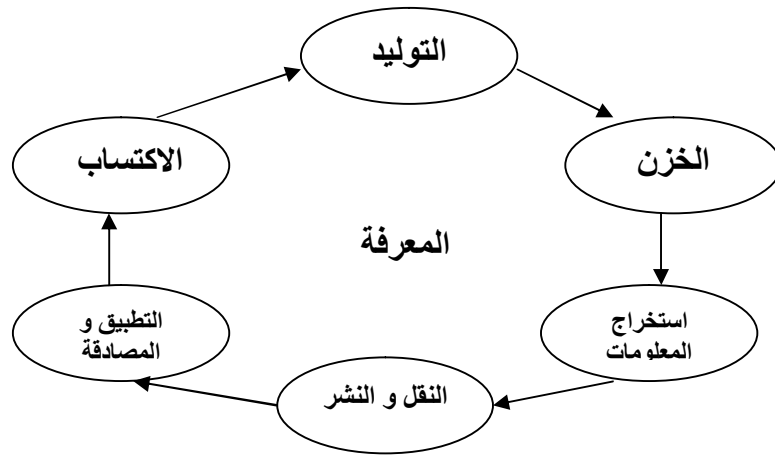 التوليد
الاكتساب
الخزن
المعرفة
التطبيق و
المصادقة
استخراج
المعلومات
النقل و النشر